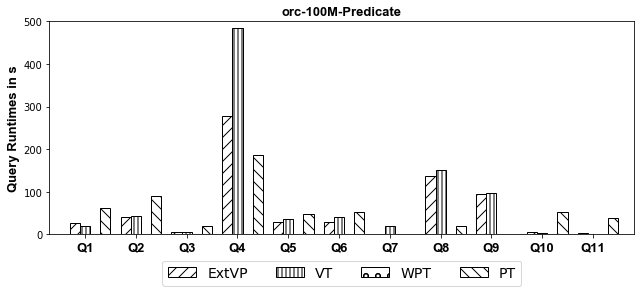 orc-100M-Predicate
Query Runtimes in s
500
400
300
200
100
0
Q1 Q2 Q3 Q4 Q5 Q6 Q7 Q8 Q9 Q10 Q11
ExtVP VT WPT PT